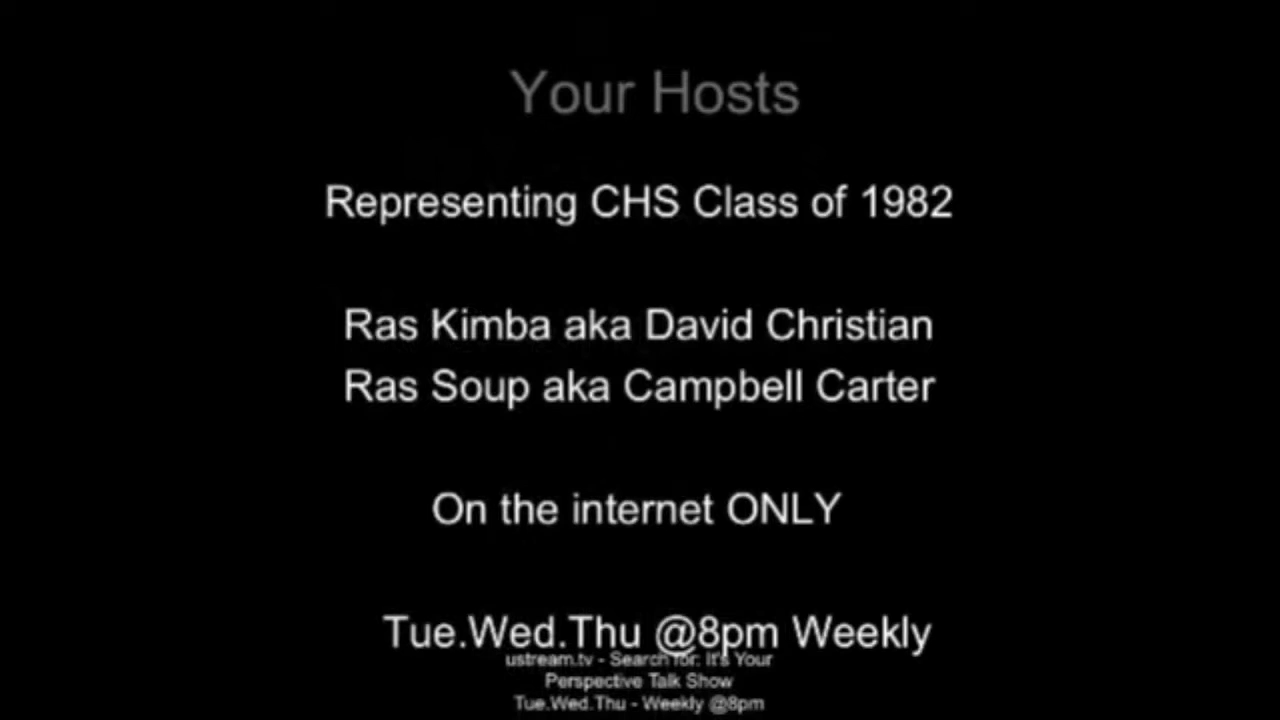 Your Hosts
Representing CHS Class of 1982
Ras Kimba aka David Christian
Ras Soup aka Campbell Carter
On the internet ONLY
Tue.Wed.Thu @8pm Weekly
ustream.tv - Search for: It's Your
Perspective Talk Show
Tue.Wed.Thu - Weekly @8pm